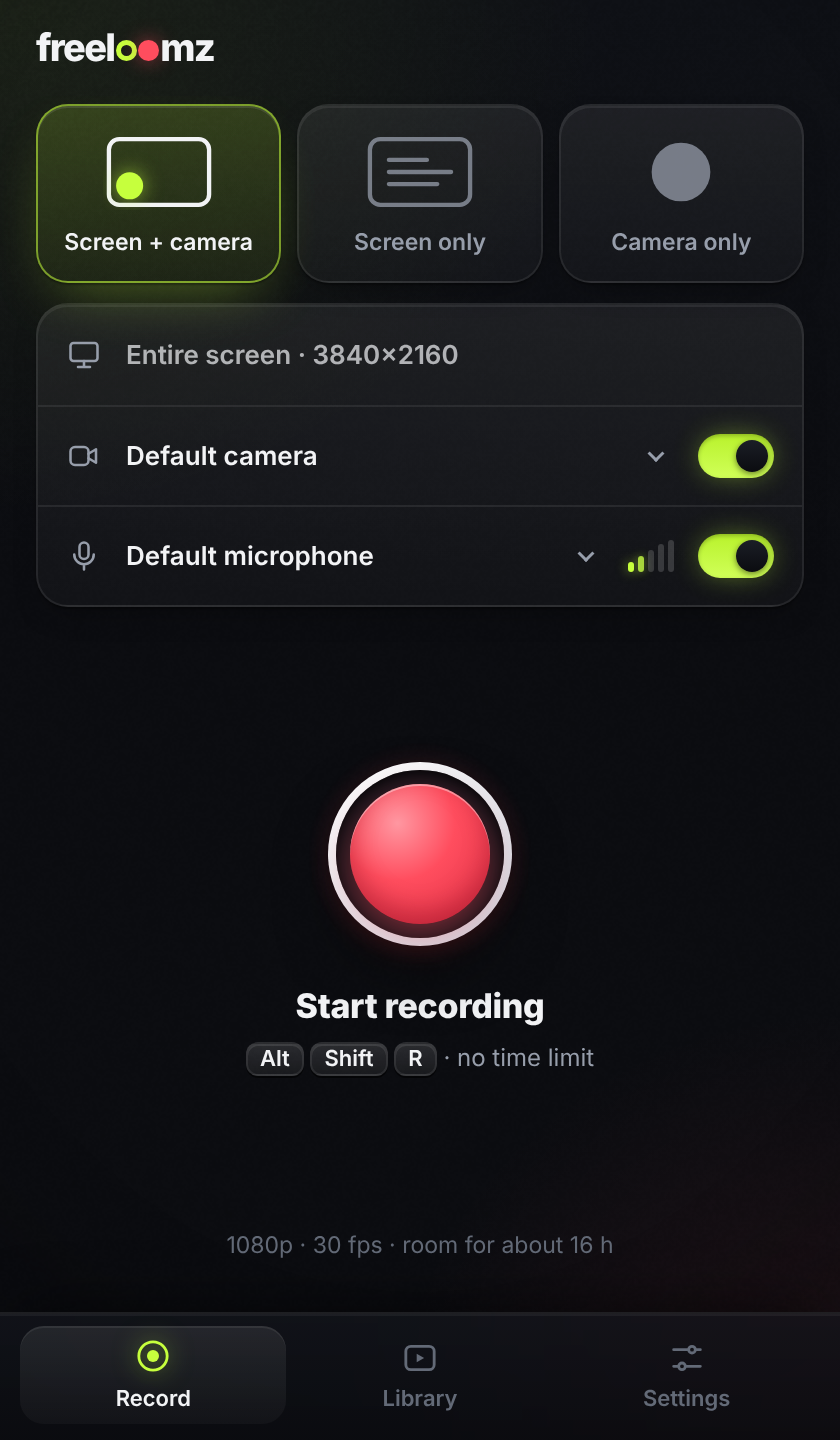 freeloomz
Screen + camera
Screen only
Camera only
Entire screen · 3840×2160
Default camera
Default microphone
Start recording
Alt Shift R · no time limit
1080p · 30 fps · room for about 16 h
Record
Library
Settings